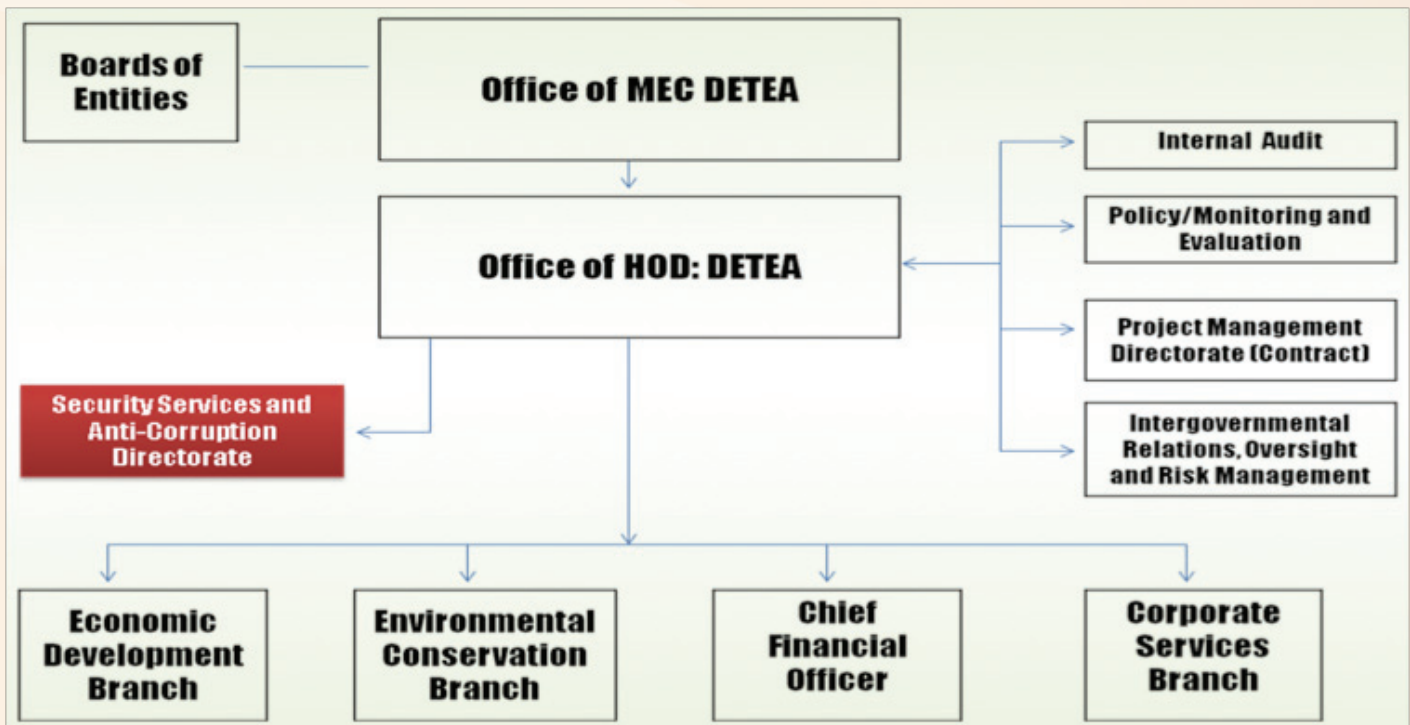 Boards of
Entities
Office of MEC DETEA
Internal Audit
Policy/Monitoring and
Evaluation
Office of HOD: DETEA
Project Management
Directorate (Contract)
Security Services and
Anti-Corruption
Directorate
Intergovernmental
Relations, Oversight
and Risk Management
Economic
Development
Branch
Environmental
Conservation
Branch
Chief
Financial
Officer
Corporate
Services
Branch